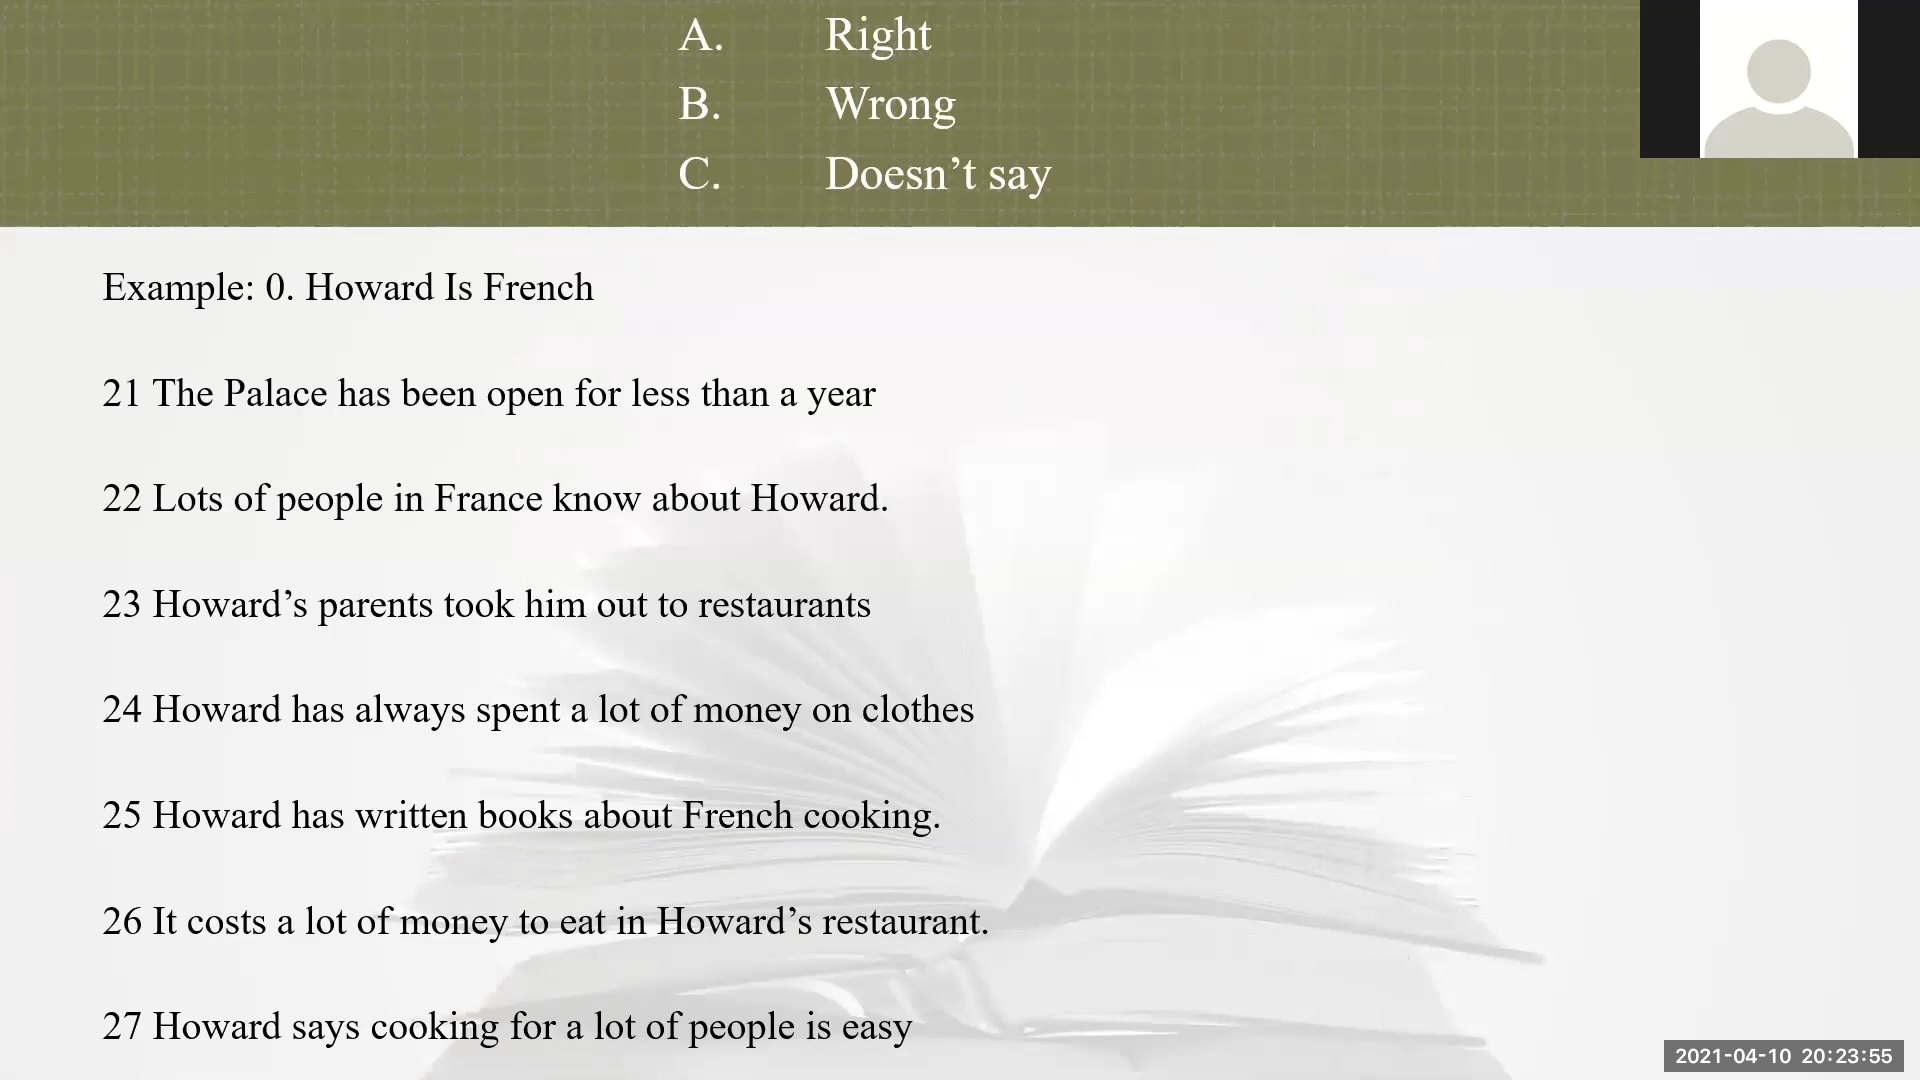 A. Right
B. Wrong
C. Doesn’t say
Example: 0. Howard Is French
21 The Palace has been open for less than a year
22 Lots of people in France know about Howard.
23 Howard’s parents took him out to restaurants
24 Howard has always spent a lot of money on clothes
25 Howard has written books about French cooking.
26 It costs a lot of money to eat in Howard’s restaurant.
27 Howard says cooking for a lot of people is easy
2021-04-10 20:23:55